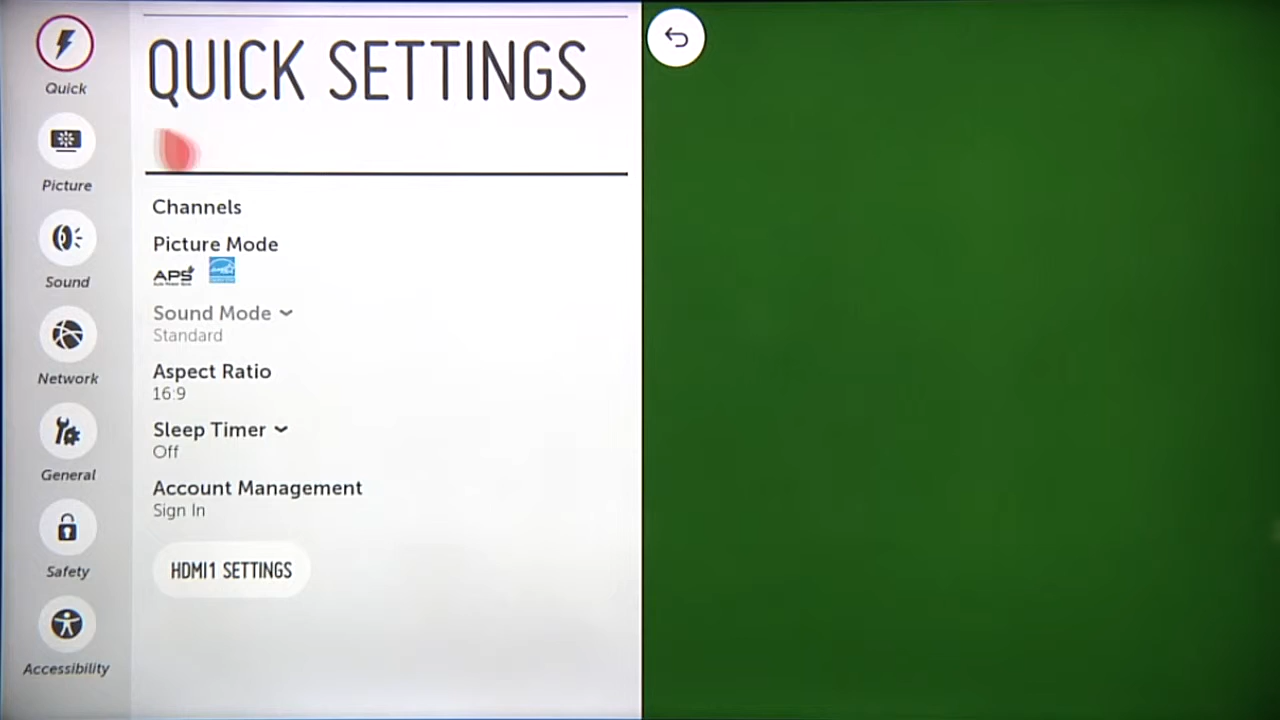 QUICK SETTINGS
Quick
Picture
Sound
Network
General
Safety
Accessibility
Channels
Picture Mode
APS
Sound Mode
Standard
Aspect Ratio
16:9
Sleep Timer
Off
Account Management
Sign In
HDMI1 SETTINGS